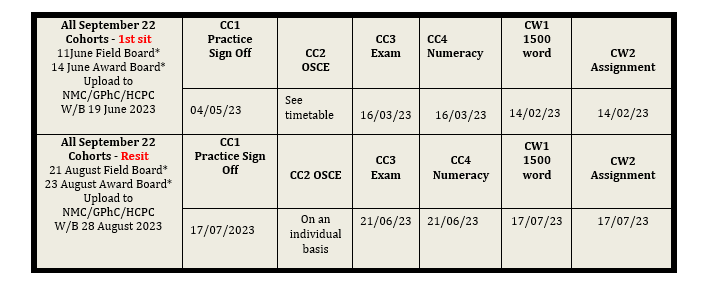 All September 22
Cohorts - 1st sit
11June Field Board*
14 June Award Board*
Upload to
NMC/GPhC/HCPC
W/B 19 June 2023
CC1
Practice
Sign Off
CC2
OSCE
CC3
Exam
CC4
Numeracy
CW1
1500
word
CW2
Assignment
04/05/23
See
timetable
16/03/23
16/03/23
14/02/23
14/02/23
All September 22
Cohorts - Resit
21 August Field Board*
23 August Award Board*
Upload to
NMC/GPhC/HCPC
W/B 28 August 2023
CC1
Practice Sign
Off
CC2 OSCE
CC3
Exam
CC4
Numeracy
CW1
1500
word
CW2
Assignment
17/07/2023
On an
individual
basis
21/06/23
21/06/23
17/07/23
17/07/23